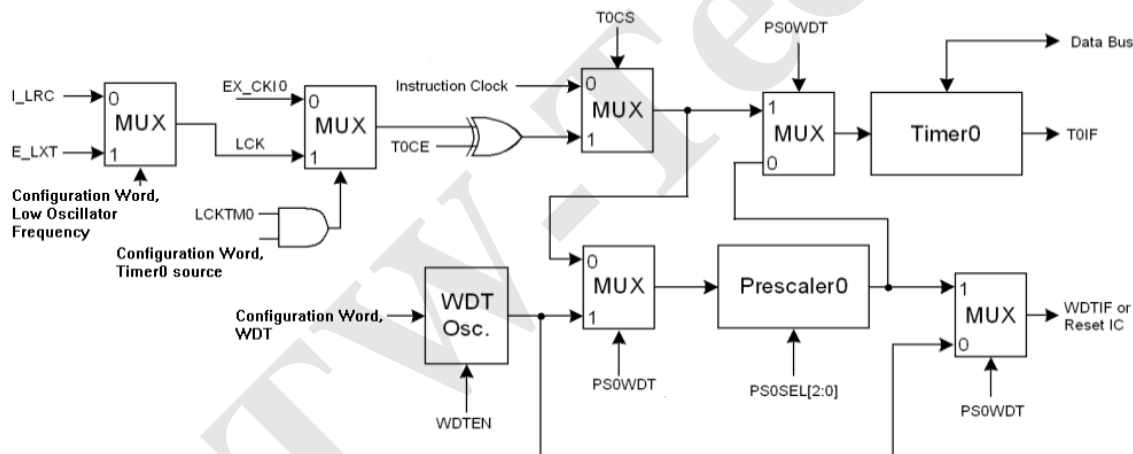 T0CS
PS0WDT
Data Bus
I_LRC
0
MUX
1
E_LXT
EX_CKI0
0
MUX
1
LCK
Instruction Clock
0
MUX
1
T0CE
1
MUX
0
Timer0
T0IF
Configuration Word,
Low Oscillator
Frequency
LCKTM0
Configuration Word,
Timer0 source
Configuration Word,
WDT
WDT
Osc.
WDTEN
0
MUX
1
PS0WDT
Prescaler0
PS0SEL[2:0]
1
MUX
0
WDTIF or
Reset IC
PS0WDT
TW-Te